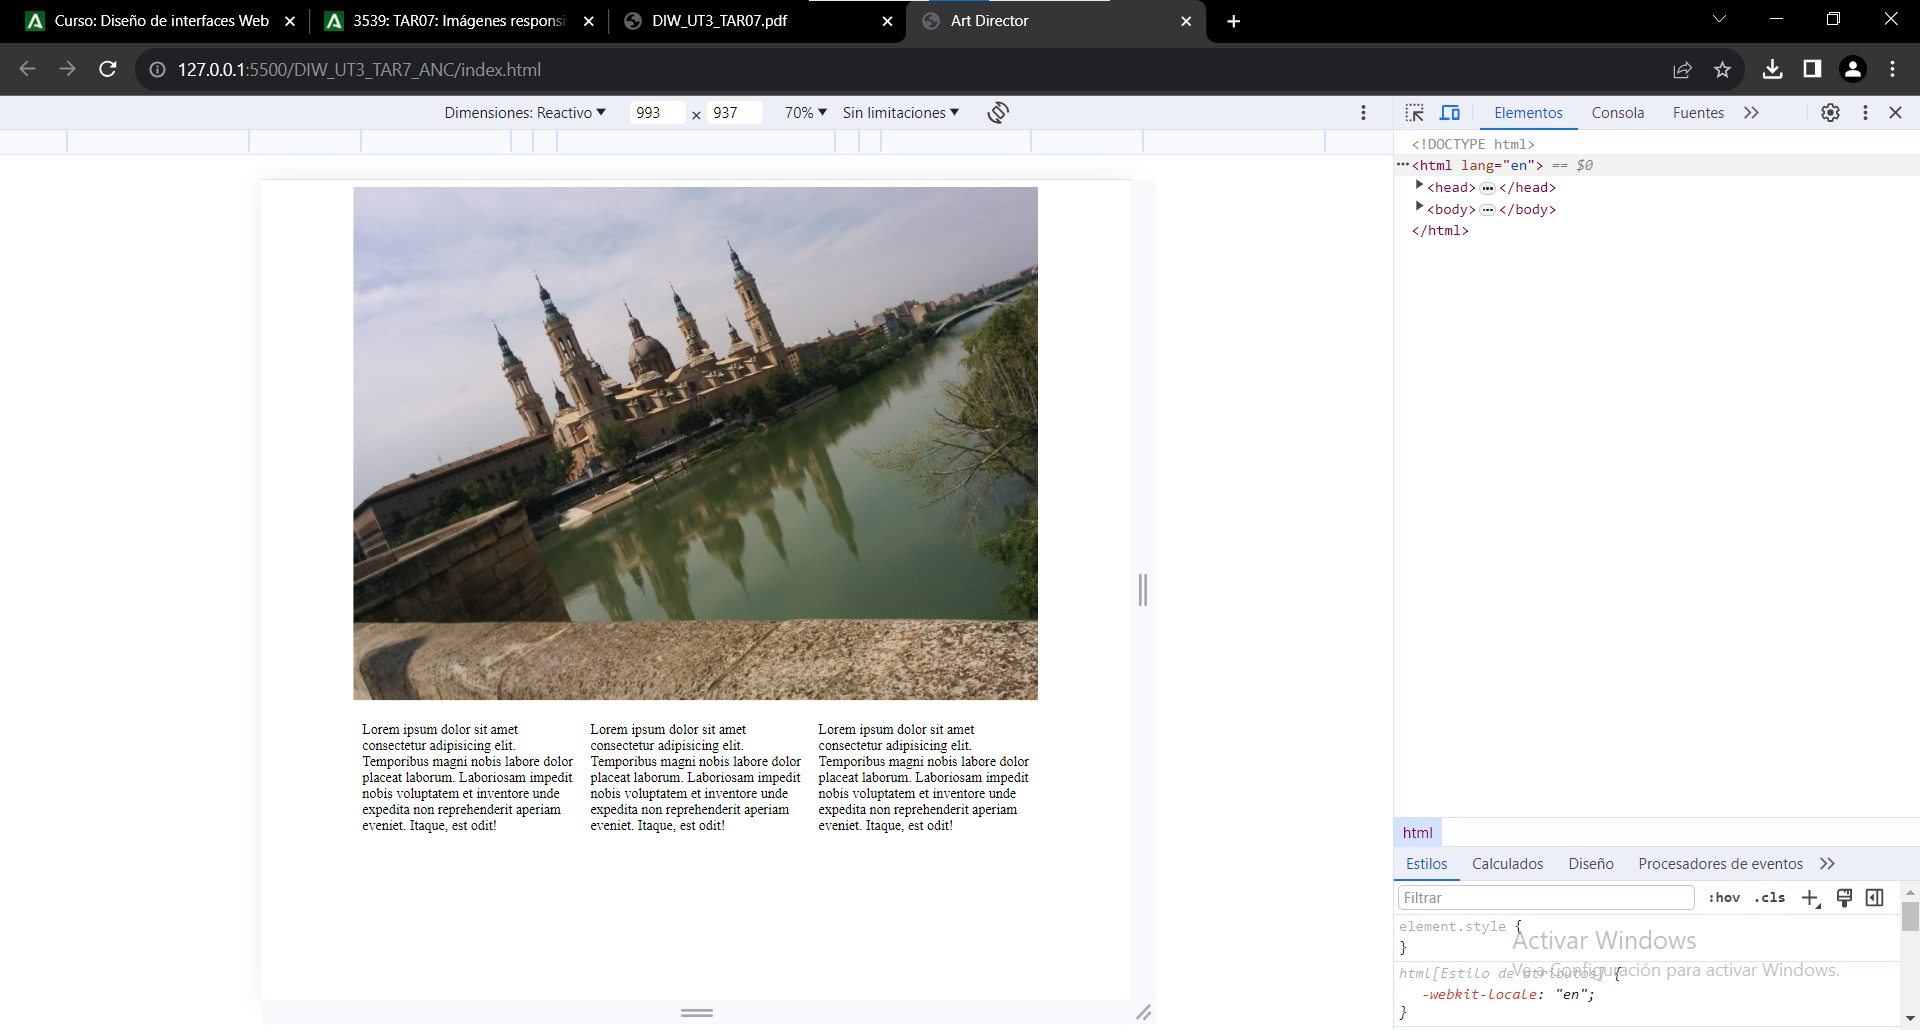 Curso: Diseño de interfaces Web
3539: TAR07: Imágenes responsi
DIW_UT3_TAR07.pdf
Art Director
127.0.0.1:5500/DIW_UT3_TAR7_ANC/index.html
Dimensiones: Reactivo 993 × 937 70% Sin limitaciones
Elementos Consola Fuentes
<!DOCTYPE html>
<html lang="en"> == $0
<head> </head>
<body> </body>
</html>
Lorem ipsum dolor sit amet
consectetur adipisicing elit.
Temporibus magni nobis labore dolor
placeat laborum. Laboriosam impedit
nobis voluptatem et inventore unde
expedita non reprehenderit aperiam
eveniet. Itaque, est odit!
Lorem ipsum dolor sit amet
consectetur adipisicing elit.
Temporibus magni nobis labore dolor
placeat laborum. Laboriosam impedit
nobis voluptatem et inventore unde
expedita non reprehenderit aperiam
eveniet. Itaque, est odit!
Lorem ipsum dolor sit amet
consectetur adipisicing elit.
Temporibus magni nobis labore dolor
placeat laborum. Laboriosam impedit
nobis voluptatem et inventore unde
expedita non reprehenderit aperiam
eveniet. Itaque, est odit!
html
Estilos Calculados Diseño Procesadores de eventos
Filtrar :hov .cls
element.style {
}
Activar Windows
Ve a Configuración para activar Windows.
html[Estilo de atributos] {
-webkit-locale: "en";
}